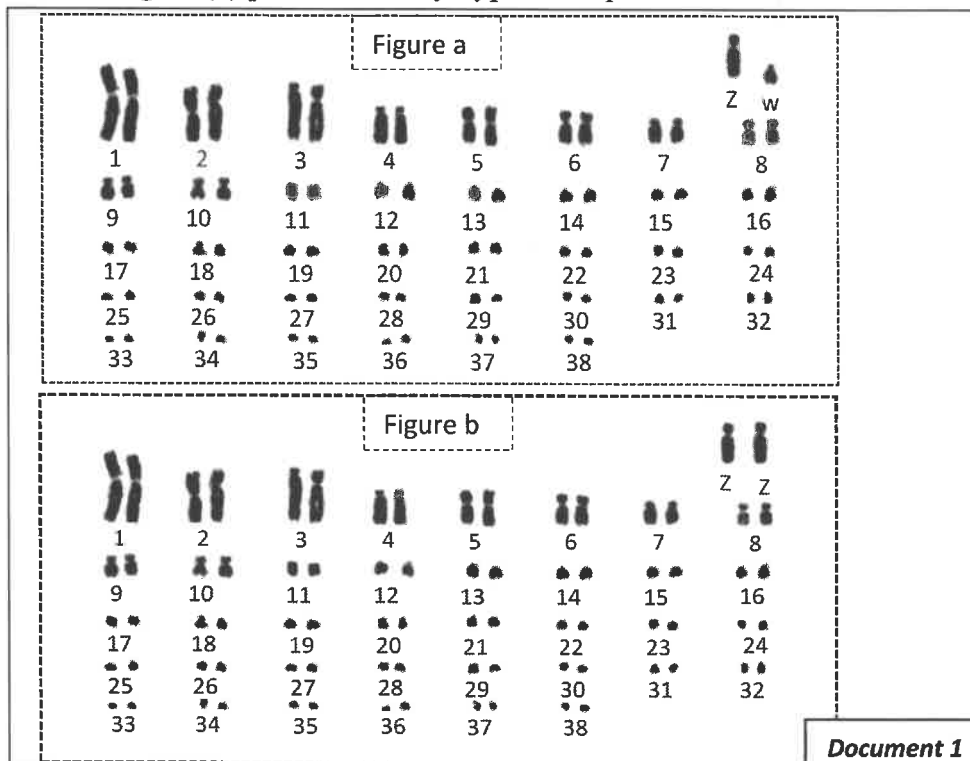 Figure a
Z w
1 2 3 4 5 6 7 8
9 10 11 12 13 14 15 16
17 18 19 20 21 22 23 24
25 26 27 28 29 30 31 32
33 34 35 36 37 38
Figure b
Z Z
1 2 3 4 5 6 7 8
9 10 11 12 13 14 15 16
17 18 19 20 21 22 23 24
25 26 27 28 29 30 31 32
33 34 35 36 37 38
Document 1